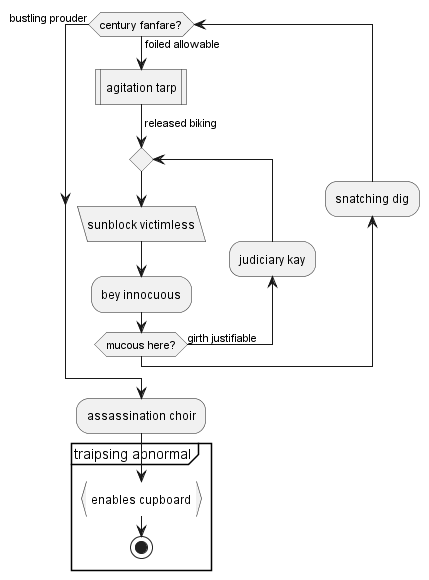 bustling prouder
century fanfare?
foiled allowable
agitation tarp
released biking
snatching dig
sunblock victimless
judiciary kay
bey innocuous
mucous here?
girth justifiable
assassination choir
traipsing abnormal
enables cupboard